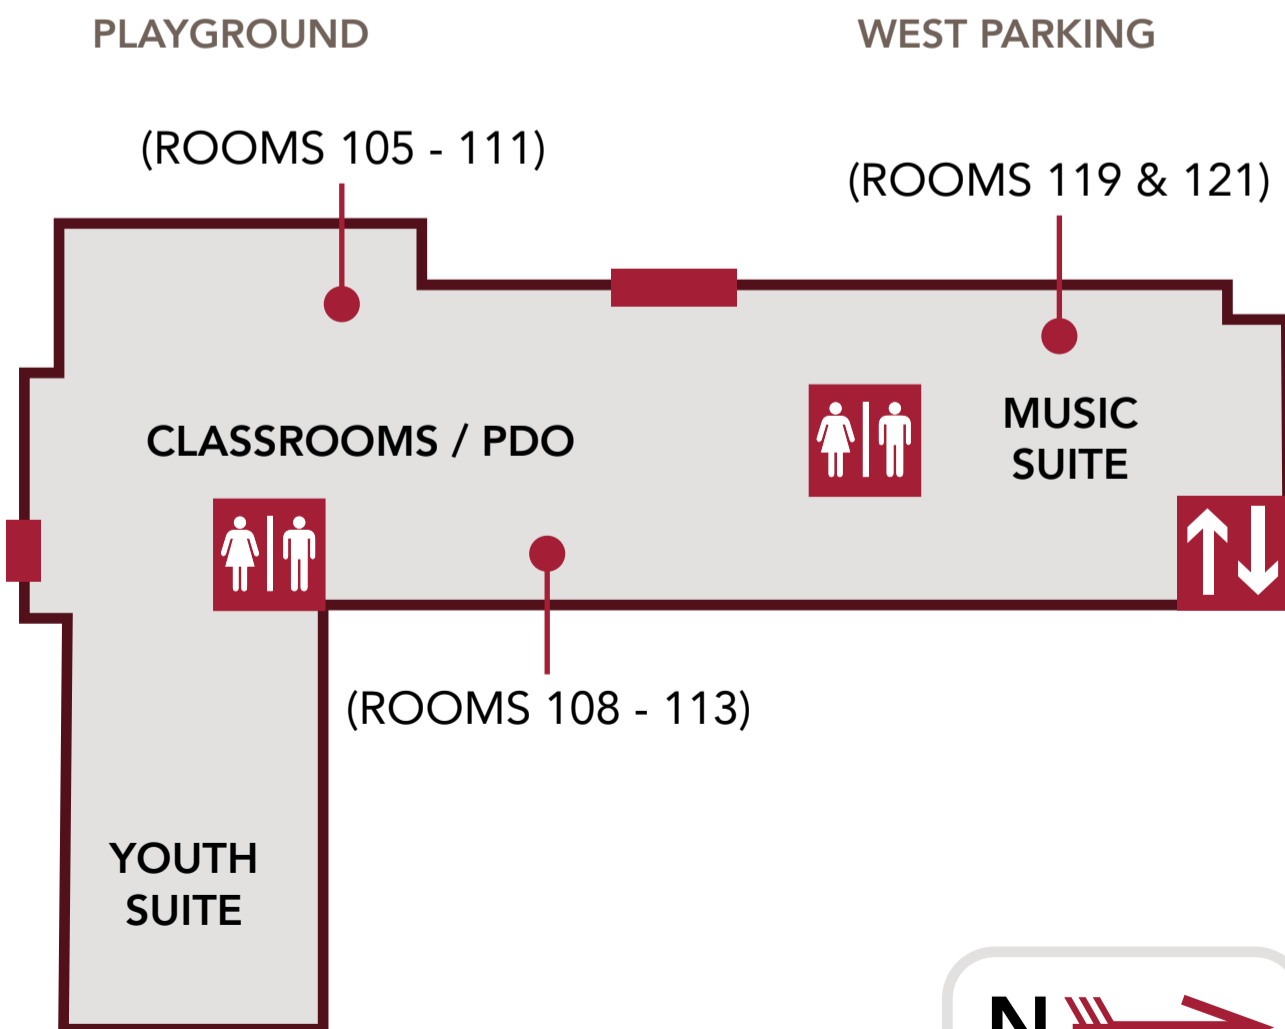 PLAYGROUND
WEST PARKING
(ROOMS 105 - 111)
(ROOMS 119 & 121)
CLASSROOMS / PDO
MUSIC
SUITE
(ROOMS 108 - 113)
YOUTH
SUITE
N